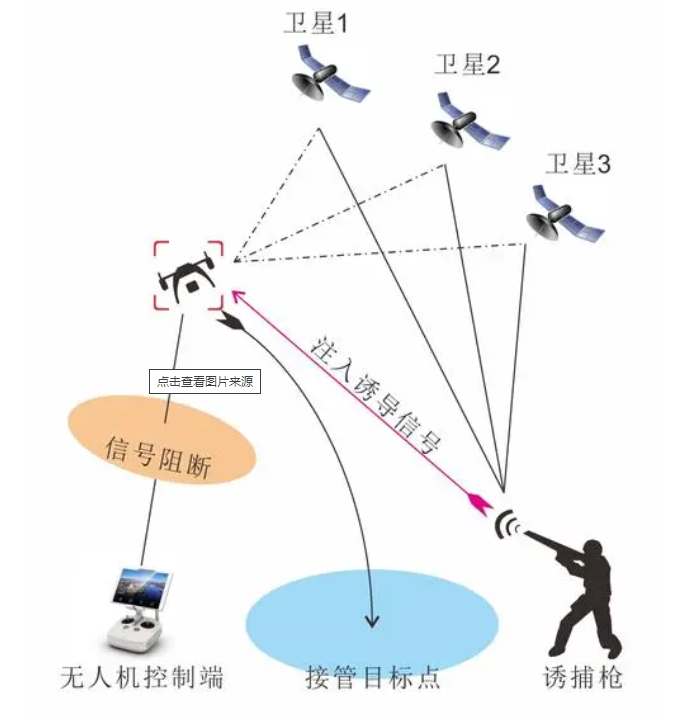 卫星1
卫星2
卫星3
注入诱导信号
点击查看图片来源
信号阻断
无人机控制端
接管目标点
诱捕枪